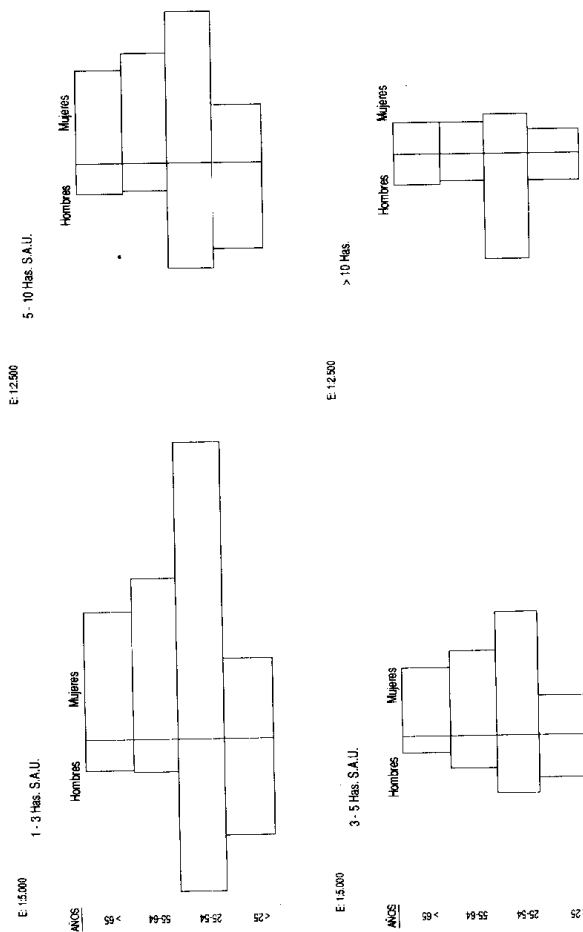 E: 1:5.000
1 - 3 Has. S.A.U.
Hombres Mujeres
AÑOS
> 65
55-64
25-54
< 25
E: 1:2.500
5 - 10 Has. S.A.U.
Hombres Mujeres
E: 1:5.000
3 - 5 Has. S.A.U.
Hombres Mujeres
AÑOS
> 65
55-64
25-54
25
E: 1:2.500
> 10 Has.
Hombres Mujeres